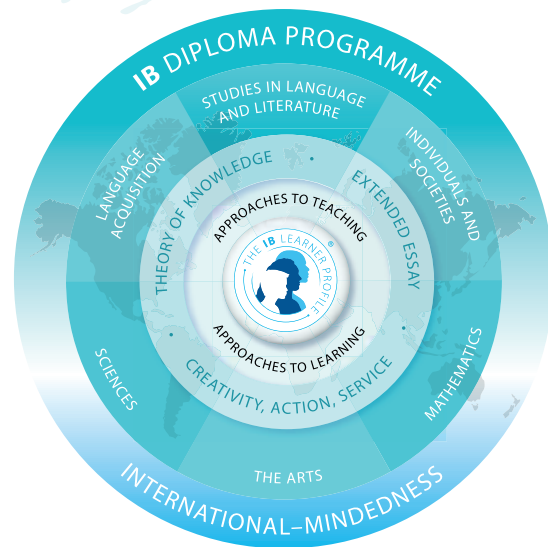 IB DIPLOMA PROGRAMME
STUDIES IN LANGUAGE
AND LITERATURE
LANGUAGE
ACQUISITION
INDIVIDUALS AND
SOCIETIES
THEORY OF KNOWLEDGE
EXTENDED ESSAY
APPROACHES TO TEACHING
THE IB LEARNER PROFILE ®
APPROACHES TO LEARNING
CREATIVITY, ACTION, SERVICE
SCIENCES
MATHEMATICS
THE ARTS
INTERNATIONAL–MINDEDNESS